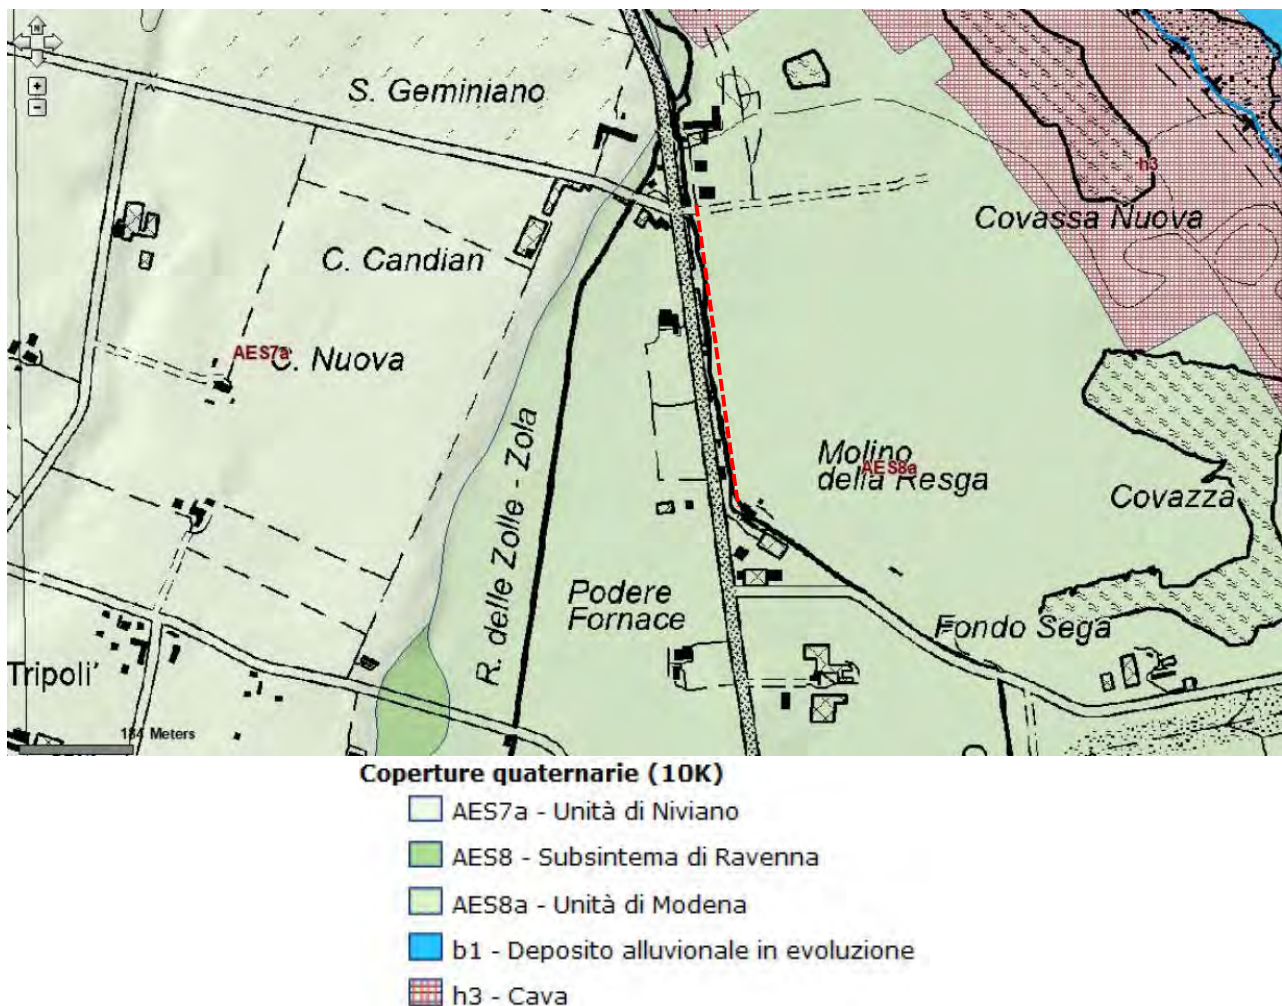 N
+
−
S. Geminiano
h3
Covassa Nuova
C. Candian
AES7a
C. Nuova
R. delle Zolle - Zola
Molino
della Resga
AES8a
Covazza
Podere
Fornace
Fondo Sega
Tripoli'
184 Meters
Coperture quaternarie (10K)
AES7a - Unità di Niviano
AES8 - Subsintema di Ravenna
AES8a - Unità di Modena
b1 - Deposito alluvionale in evoluzione
h3 - Cava